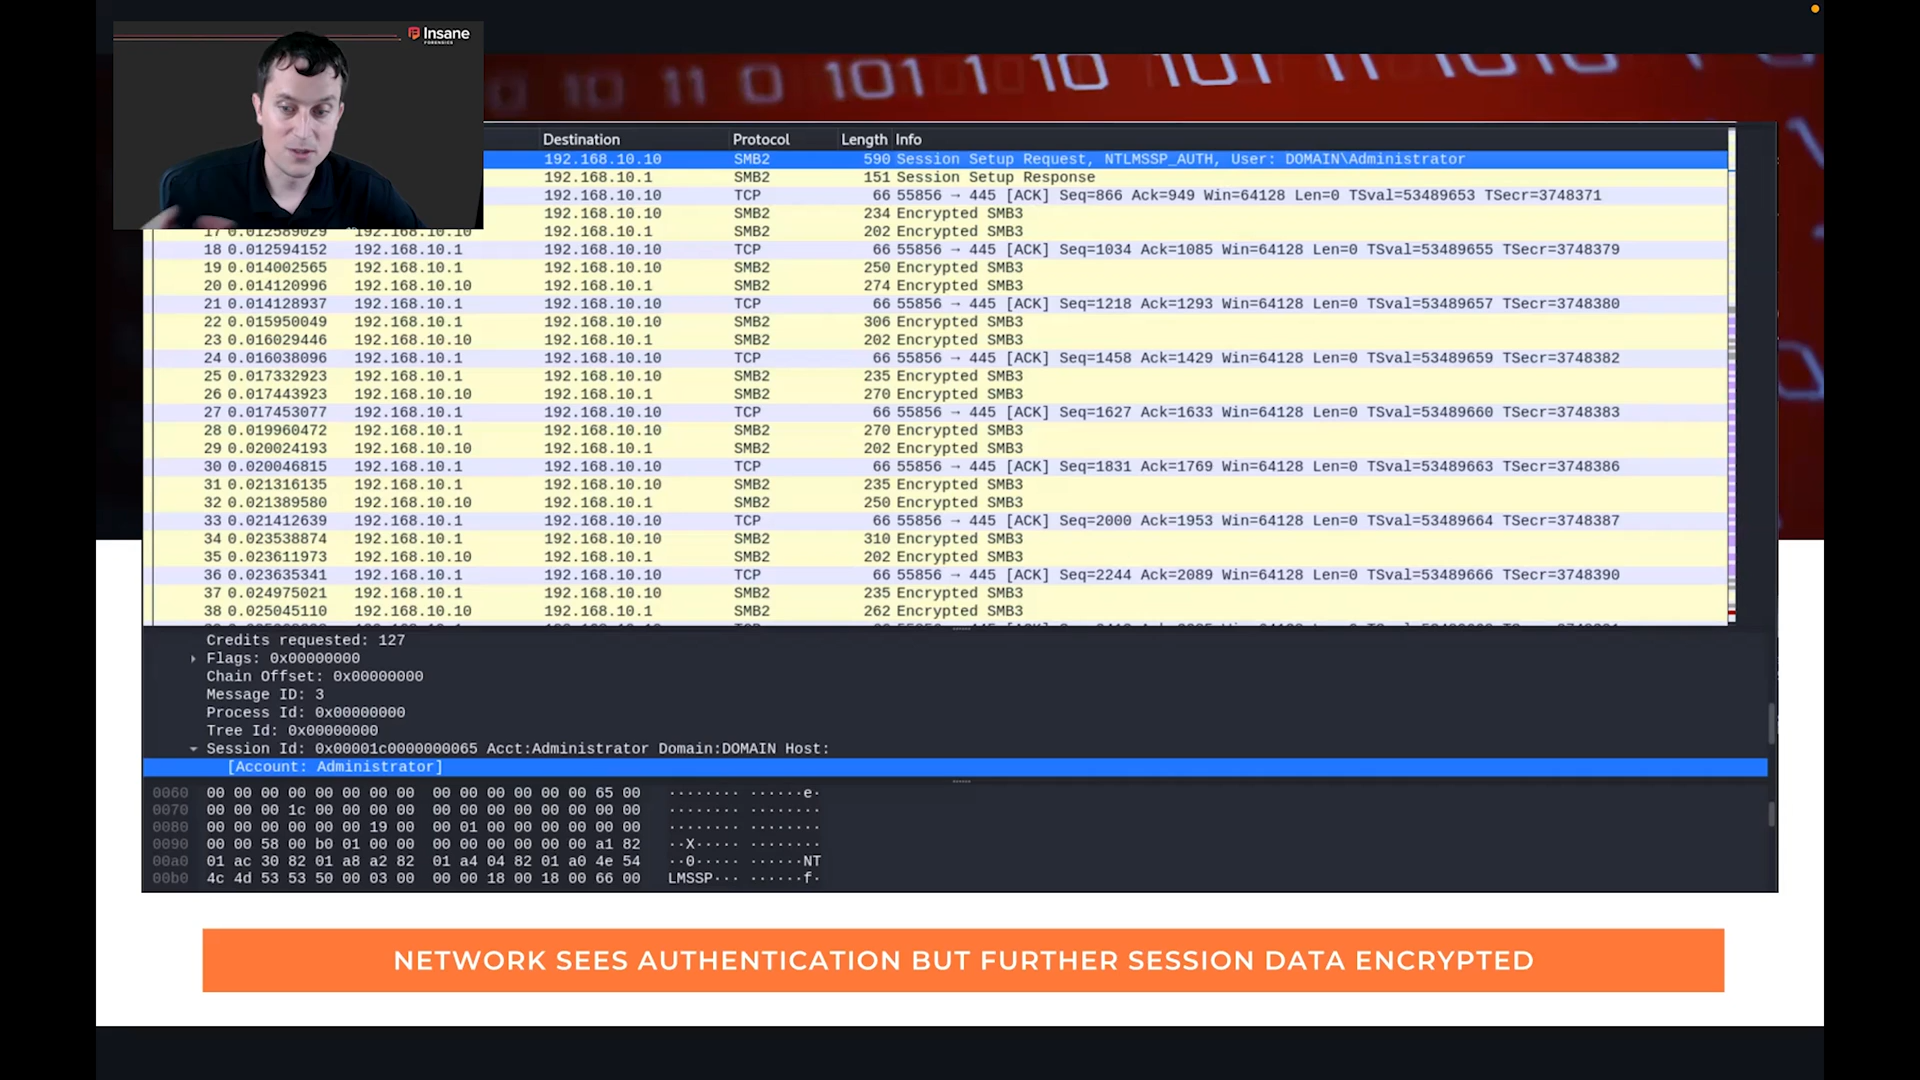 Insane
FORENSICS
10 11 0 101 1 10 101 11 1010
Destination Protocol Length Info
192.168.10.10 SMB2 590 Session Setup Request, NTLMSSP_AUTH, User: DOMAIN\Administrator
192.168.10.1 SMB2 151 Session Setup Response
192.168.10.10 TCP 66 55856 → 445 [ACK] Seq=866 Ack=949 Win=64128 Len=0 TSval=53489653 TSecr=3748371
192.168.10.10 SMB2 234 Encrypted SMB3
17 0.012589029 192.168.10.10 192.168.10.1 SMB2 202 Encrypted SMB3
18 0.012594152 192.168.10.1 192.168.10.10 TCP 66 55856 → 445 [ACK] Seq=1034 Ack=1085 Win=64128 Len=0 TSval=53489655 TSecr=3748379
19 0.014002565 192.168.10.1 192.168.10.10 SMB2 250 Encrypted SMB3
20 0.014120996 192.168.10.10 192.168.10.1 SMB2 274 Encrypted SMB3
21 0.014128937 192.168.10.1 192.168.10.10 TCP 66 55856 → 445 [ACK] Seq=1218 Ack=1293 Win=64128 Len=0 TSval=53489657 TSecr=3748380
22 0.015950049 192.168.10.1 192.168.10.10 SMB2 306 Encrypted SMB3
23 0.016029446 192.168.10.10 192.168.10.1 SMB2 202 Encrypted SMB3
24 0.016038096 192.168.10.1 192.168.10.10 TCP 66 55856 → 445 [ACK] Seq=1458 Ack=1429 Win=64128 Len=0 TSval=53489659 TSecr=3748382
25 0.017332923 192.168.10.1 192.168.10.10 SMB2 235 Encrypted SMB3
26 0.017443923 192.168.10.10 192.168.10.1 SMB2 270 Encrypted SMB3
27 0.017453077 192.168.10.1 192.168.10.10 TCP 66 55856 → 445 [ACK] Seq=1627 Ack=1633 Win=64128 Len=0 TSval=53489660 TSecr=3748383
28 0.019960472 192.168.10.1 192.168.10.10 SMB2 270 Encrypted SMB3
29 0.020024193 192.168.10.10 192.168.10.1 SMB2 202 Encrypted SMB3
30 0.020046815 192.168.10.1 192.168.10.10 TCP 66 55856 → 445 [ACK] Seq=1831 Ack=1769 Win=64128 Len=0 TSval=53489663 TSecr=3748386
31 0.021316135 192.168.10.1 192.168.10.10 SMB2 235 Encrypted SMB3
32 0.021389580 192.168.10.10 192.168.10.1 SMB2 250 Encrypted SMB3
33 0.021412639 192.168.10.1 192.168.10.10 TCP 66 55856 → 445 [ACK] Seq=2000 Ack=1953 Win=64128 Len=0 TSval=53489664 TSecr=3748387
34 0.023538874 192.168.10.1 192.168.10.10 SMB2 310 Encrypted SMB3
35 0.023611973 192.168.10.10 192.168.10.1 SMB2 202 Encrypted SMB3
36 0.023635341 192.168.10.1 192.168.10.10 TCP 66 55856 → 445 [ACK] Seq=2244 Ack=2089 Win=64128 Len=0 TSval=53489666 TSecr=3748390
37 0.024975021 192.168.10.1 192.168.10.10 SMB2 235 Encrypted SMB3
38 0.025045110 192.168.10.10 192.168.10.1 SMB2 262 Encrypted SMB3
Credits requested: 127
Flags: 0x00000000
Chain Offset: 0x00000000
Message ID: 3
Process Id: 0x00000000
Tree Id: 0x00000000
Session Id: 0x00001c0000000065 Acct:Administrator Domain:DOMAIN Host:
[Account: Administrator]
0060 00 00 00 00 00 00 00 00 00 00 00 00 00 00 65 00 ········ ······e·
0070 00 00 00 1c 00 00 00 00 00 00 00 00 00 00 00 00 ········ ········
0080 00 00 00 00 00 00 19 00 00 01 00 00 00 00 00 00 ········ ········
0090 00 00 58 00 b0 01 00 00 00 00 00 00 00 00 a1 82 ··X····· ········
00a0 01 ac 30 82 01 a8 a2 82 01 a4 04 82 01 a0 4e 54 ··0····· ······NT
00b0 4c 4d 53 53 50 00 03 00 00 00 18 00 18 00 66 00 LMSSP··· ······f·
NETWORK SEES AUTHENTICATION BUT FURTHER SESSION DATA ENCRYPTED